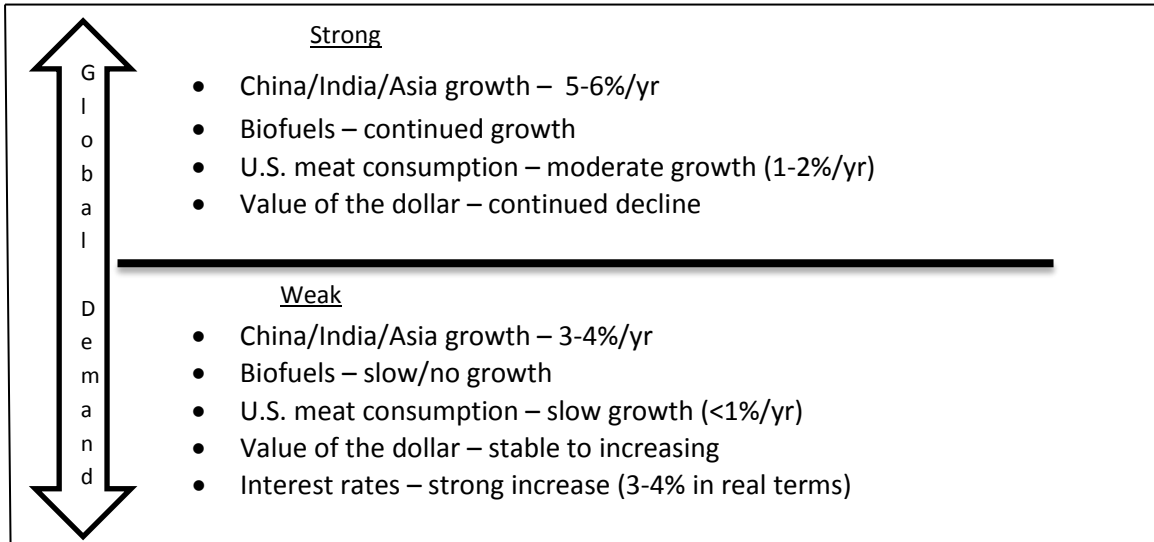 Global Demand
Strong
• China/India/Asia growth – 5-6%/yr
• Biofuels – continued growth
• U.S. meat consumption – moderate growth (1-2%/yr)
• Value of the dollar – continued decline
Weak
• China/India/Asia growth – 3-4%/yr
• Biofuels – slow/no growth
• U.S. meat consumption – slow growth (<1%/yr)
• Value of the dollar – stable to increasing
• Interest rates – strong increase (3-4% in real terms)